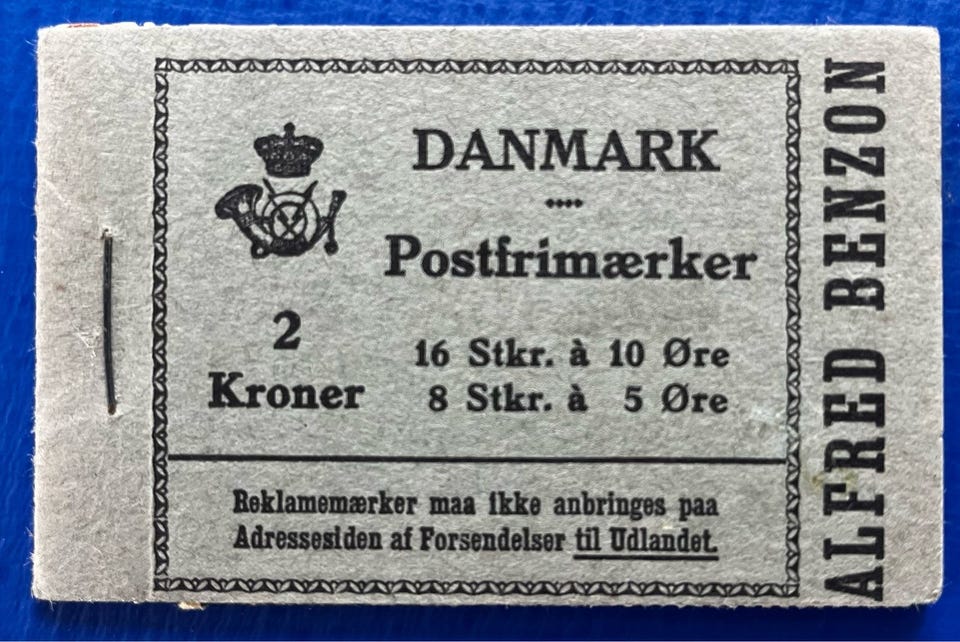 DANMARK
Postfrimærker
2
Kroner
16 Stkr. à 10 Øre
8 Stkr. à 5 Øre
Reklamemærker maa ikke anbringes paa
Adressesiden af Forsendelser til Udlandet.
ALFRED BENZON